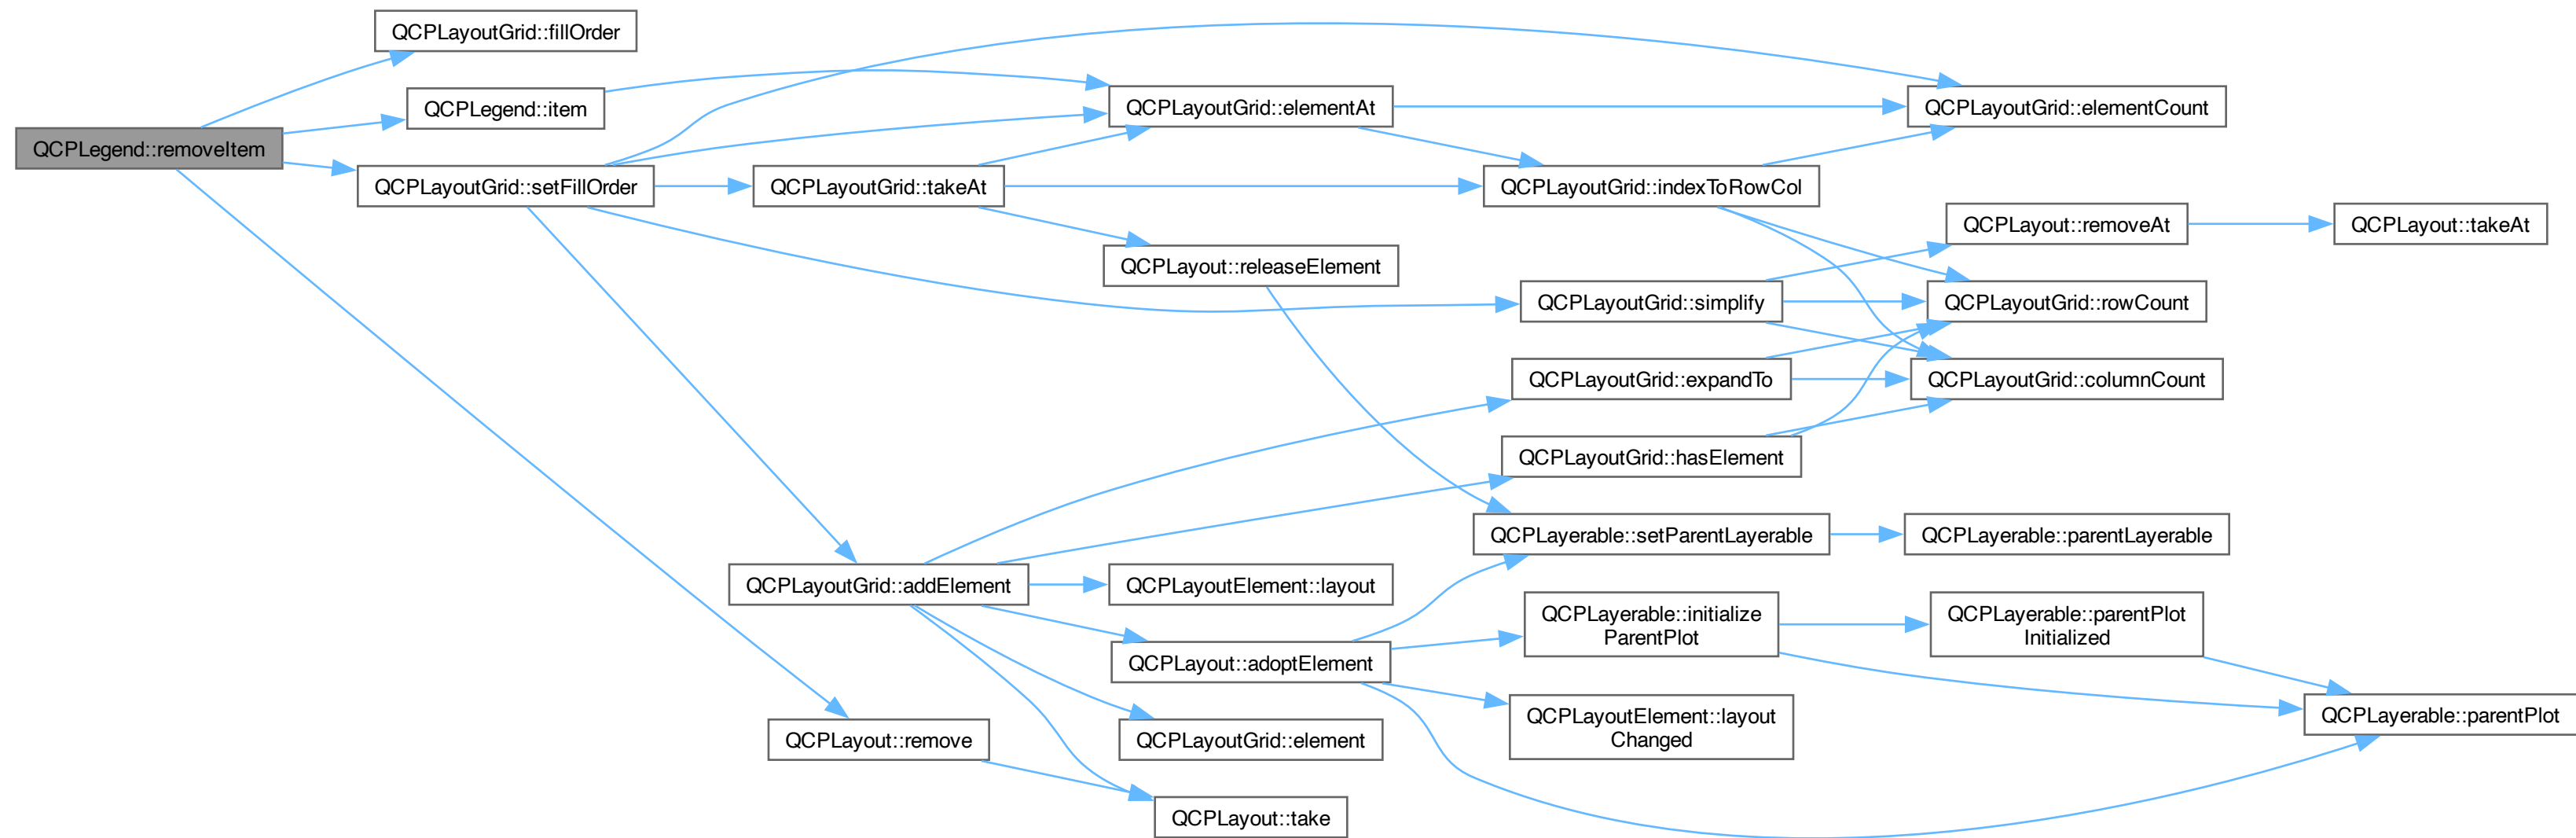 QCPLayoutGrid::fillOrder
QCPLegend::item
QCPLayoutGrid::elementAt
QCPLayoutGrid::elementCount
QCPLegend::removeItem
QCPLayoutGrid::setFillOrder
QCPLayoutGrid::takeAt
QCPLayoutGrid::indexToRowCol
QCPLayout::removeAt
QCPLayout::takeAt
QCPLayout::releaseElement
QCPLayoutGrid::simplify
QCPLayoutGrid::rowCount
QCPLayoutGrid::expandTo
QCPLayoutGrid::columnCount
QCPLayoutGrid::hasElement
QCPLayerable::setParentLayerable
QCPLayerable::parentLayerable
QCPLayoutGrid::addElement
QCPLayoutElement::layout
QCPLayerable::initialize
ParentPlot
QCPLayerable::parentPlot
Initialized
QCPLayout::adoptElement
QCPLayoutElement::layout
Changed
QCPLayerable::parentPlot
QCPLayout::remove
QCPLayoutGrid::element
QCPLayout::take